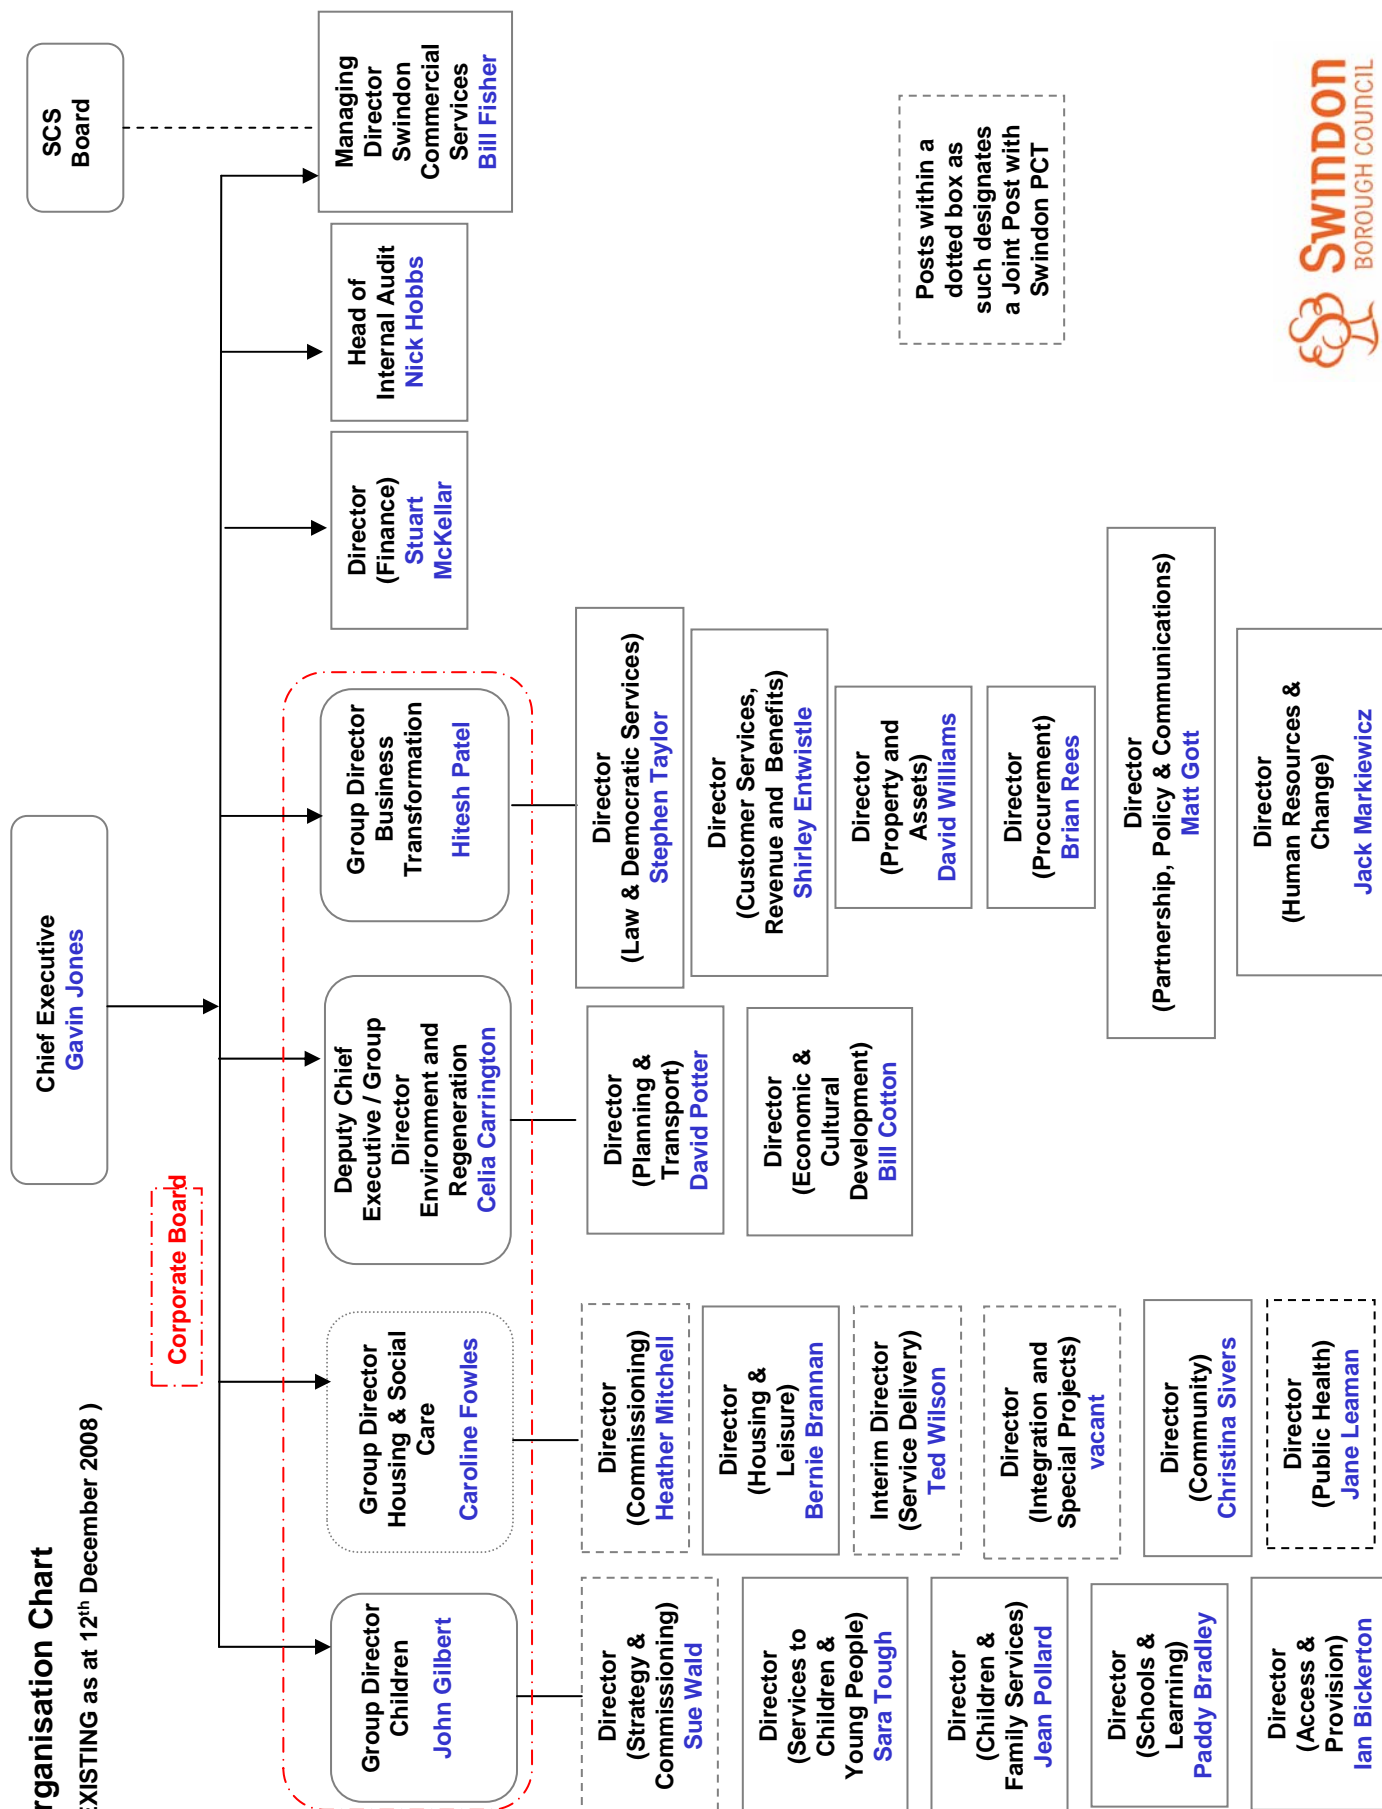 rganisation Chart
EXISTING as at 12th December 2008 )
Chief Executive
Gavin Jones
SCS
Board
Corporate Board
Group Director
Children
John Gilbert
Group Director
Housing & Social
Care
Caroline Fowles
Deputy Chief
Executive / Group
Director
Environment and
Regeneration
Celia Carrington
Group Director
Business
Transformation
Hitesh Patel
Director
(Finance)
Stuart
McKellar
Head of
Internal Audit
Nick Hobbs
Managing
Director
Swindon
Commercial
Services
Bill Fisher
Director
(Strategy &
Commissioning)
Sue Wald
Director
(Services to
Children &
Young People)
Sara Tough
Director
(Children &
Family Services)
Jean Pollard
Director
(Schools &
Learning)
Paddy Bradley
Director
(Access &
Provision)
Ian Bickerton
Director
(Commissioning)
Heather Mitchell
Director
(Housing &
Leisure)
Bernie Brannan
Interim Director
(Service Delivery)
Ted Wilson
Director
(Integration and
Special Projects)
vacant
Director
(Community)
Christina Sivers
Director
(Public Health)
Jane Leaman
Director
(Planning &
Transport)
David Potter
Director
(Economic &
Cultural
Development)
Bill Cotton
Director
(Law & Democratic Services)
Stephen Taylor
Director
(Customer Services,
Revenue and Benefits)
Shirley Entwistle
Director
(Property and
Assets)
David Williams
Director
(Procurement)
Brian Rees
Director
(Partnership, Policy & Communications)
Matt Gott
Director
(Human Resources &
Change)
Jack Markiewicz
Posts within a
dotted box as
such designates
a Joint Post with
Swindon PCT
Swindon
BOROUGH COUNCIL